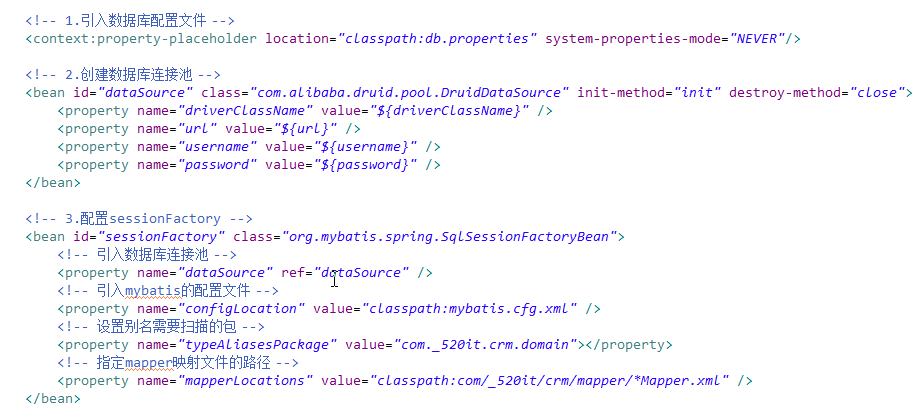 <!-- 1.引入数据库配置文件 -->
<context:property-placeholder location="classpath:db.properties" system-properties-mode="NEVER"/>
<!-- 2.创建数据库连接池 -->
<bean id="dataSource" class="com.alibaba.druid.pool.DruidDataSource" init-method="init" destroy-method="close">
<property name="driverClassName" value="${driverClassName}" />
<property name="url" value="${url}" />
<property name="username" value="${username}" />
<property name="password" value="${password}" />
</bean>
<!-- 3.配置sessionFactory -->
<bean id="sessionFactory" class="org.mybatis.spring.SqlSessionFactoryBean">
<!-- 引入数据库连接池 -->
<property name="dataSource" ref="dataSource" />
<!-- 引入mybatis的配置文件 -->
<property name="configLocation" value="classpath:mybatis.cfg.xml" />
<!-- 设置别名需要扫描的包 -->
<property name="typeAliasesPackage" value="com._520it.crm.domain"></property>
<!-- 指定mapper映射文件的路径 -->
<property name="mapperLocations" value="classpath:com/_520it/crm/mapper/*Mapper.xml" />
</bean>